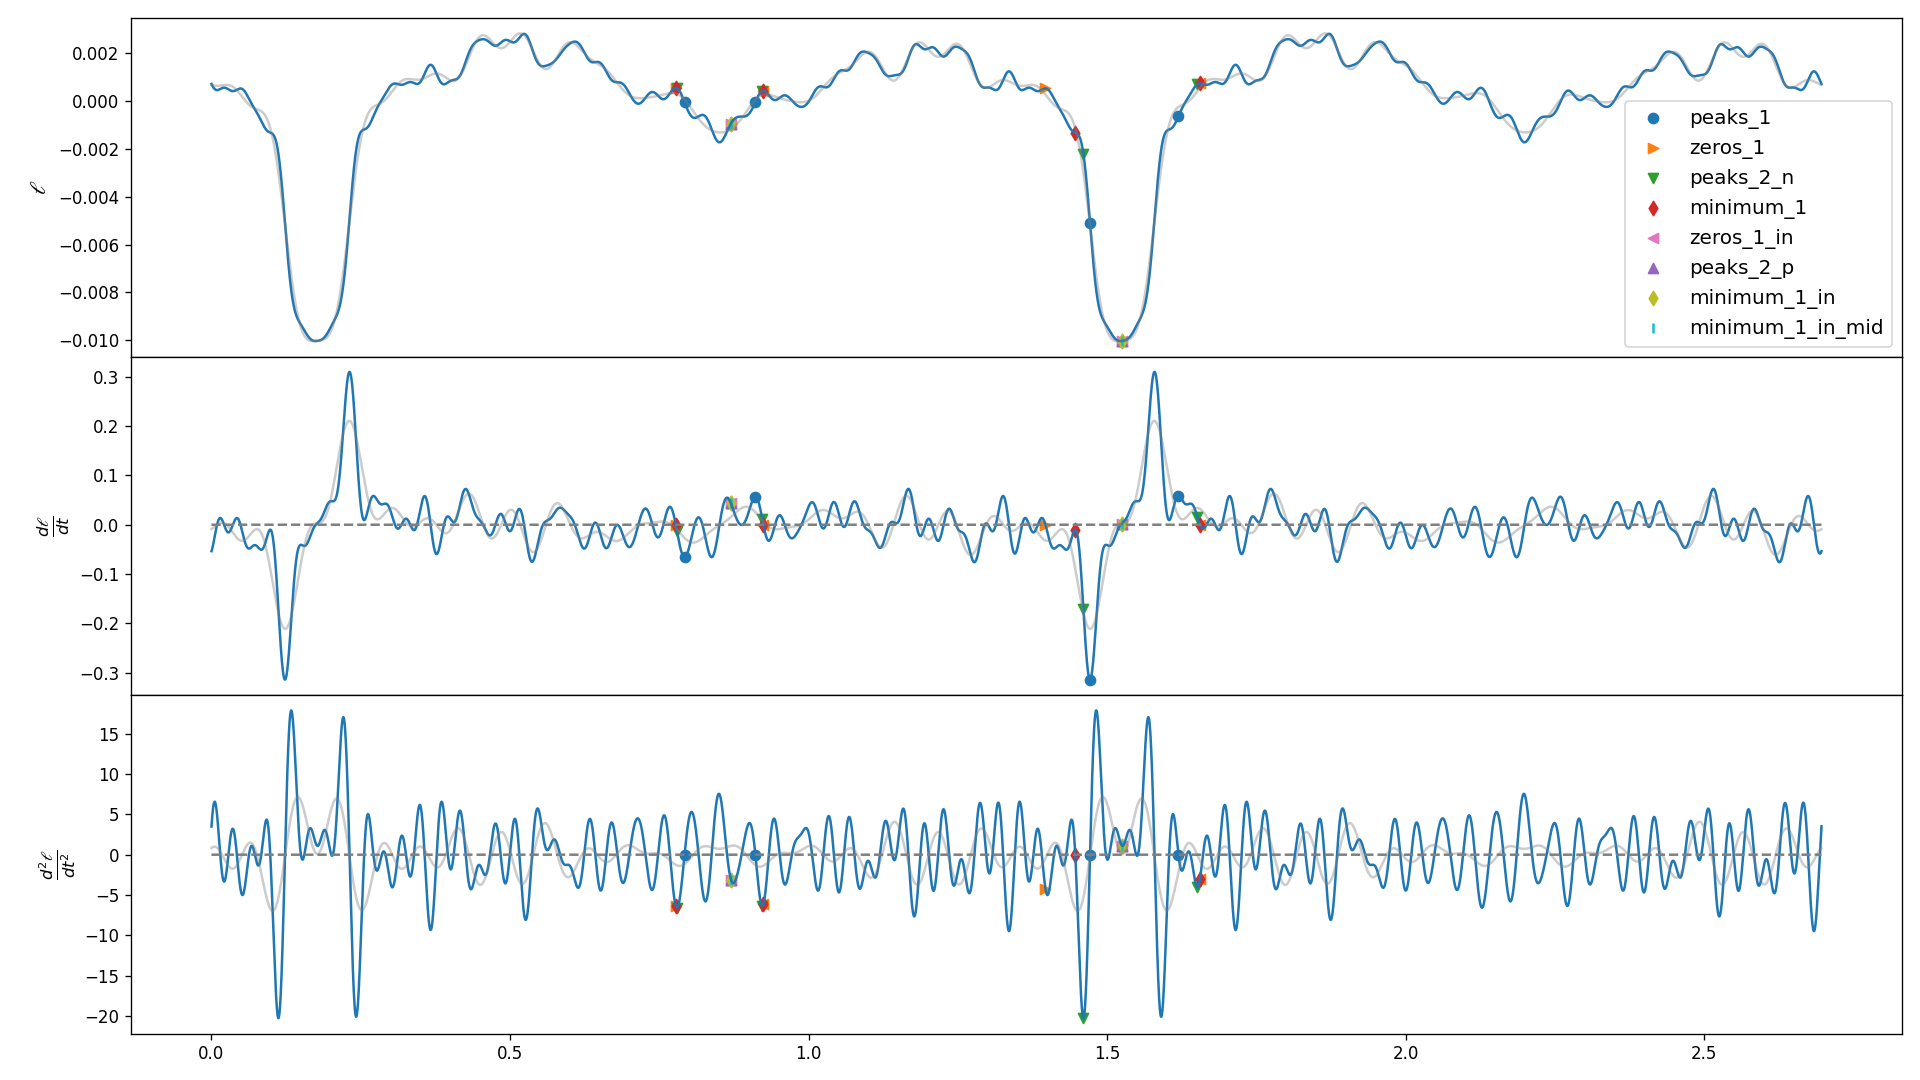 0.002
0.000
−0.002
−0.004
−0.006
−0.008
−0.010
ℓ
peaks_1
zeros_1
peaks_2_n
minimum_1
zeros_1_in
peaks_2_p
minimum_1_in
minimum_1_in_mid
0.3
0.2
0.1
0.0
−0.1
−0.2
−0.3
dℓ
dt
15
10
5
0
−5
−10
−15
−20
d²ℓ
dt²
0.0 0.5 1.0 1.5 2.0 2.5